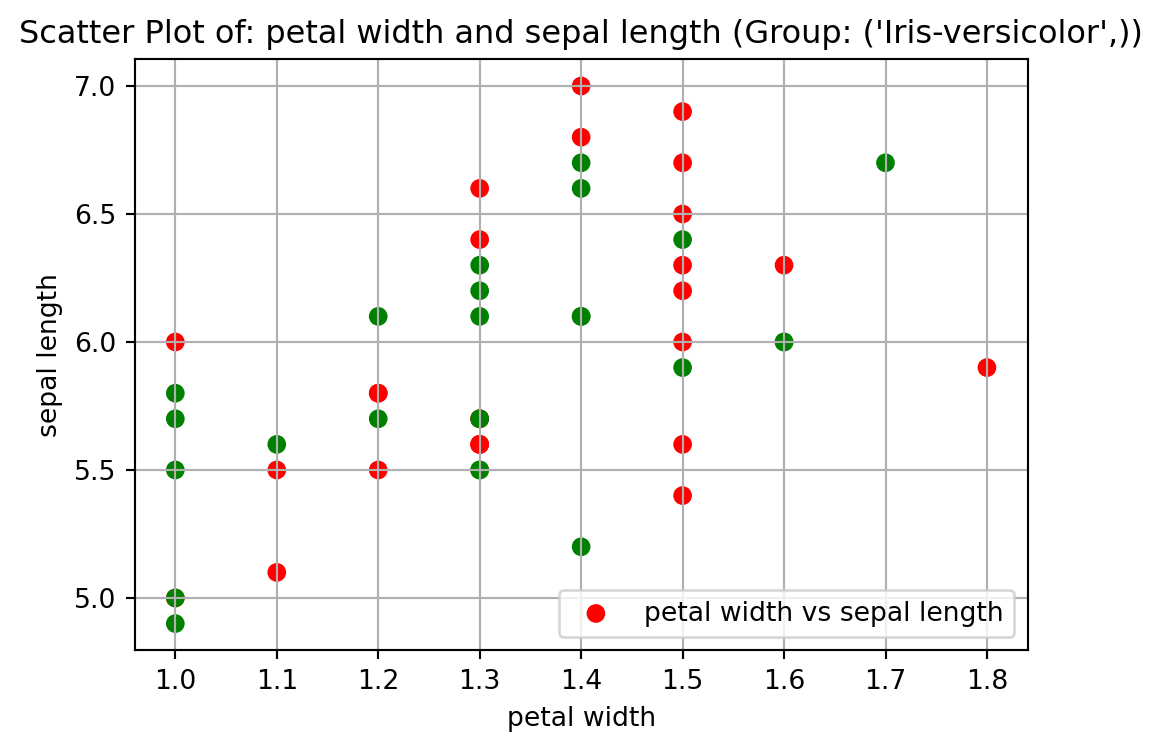 Scatter Plot of: petal width and sepal length (Group: ('Iris-versicolor',))
7.0
6.5
6.0
5.5
5.0
sepal length
petal width vs sepal length
1.0 1.1 1.2 1.3 1.4 1.5 1.6 1.7 1.8
petal width